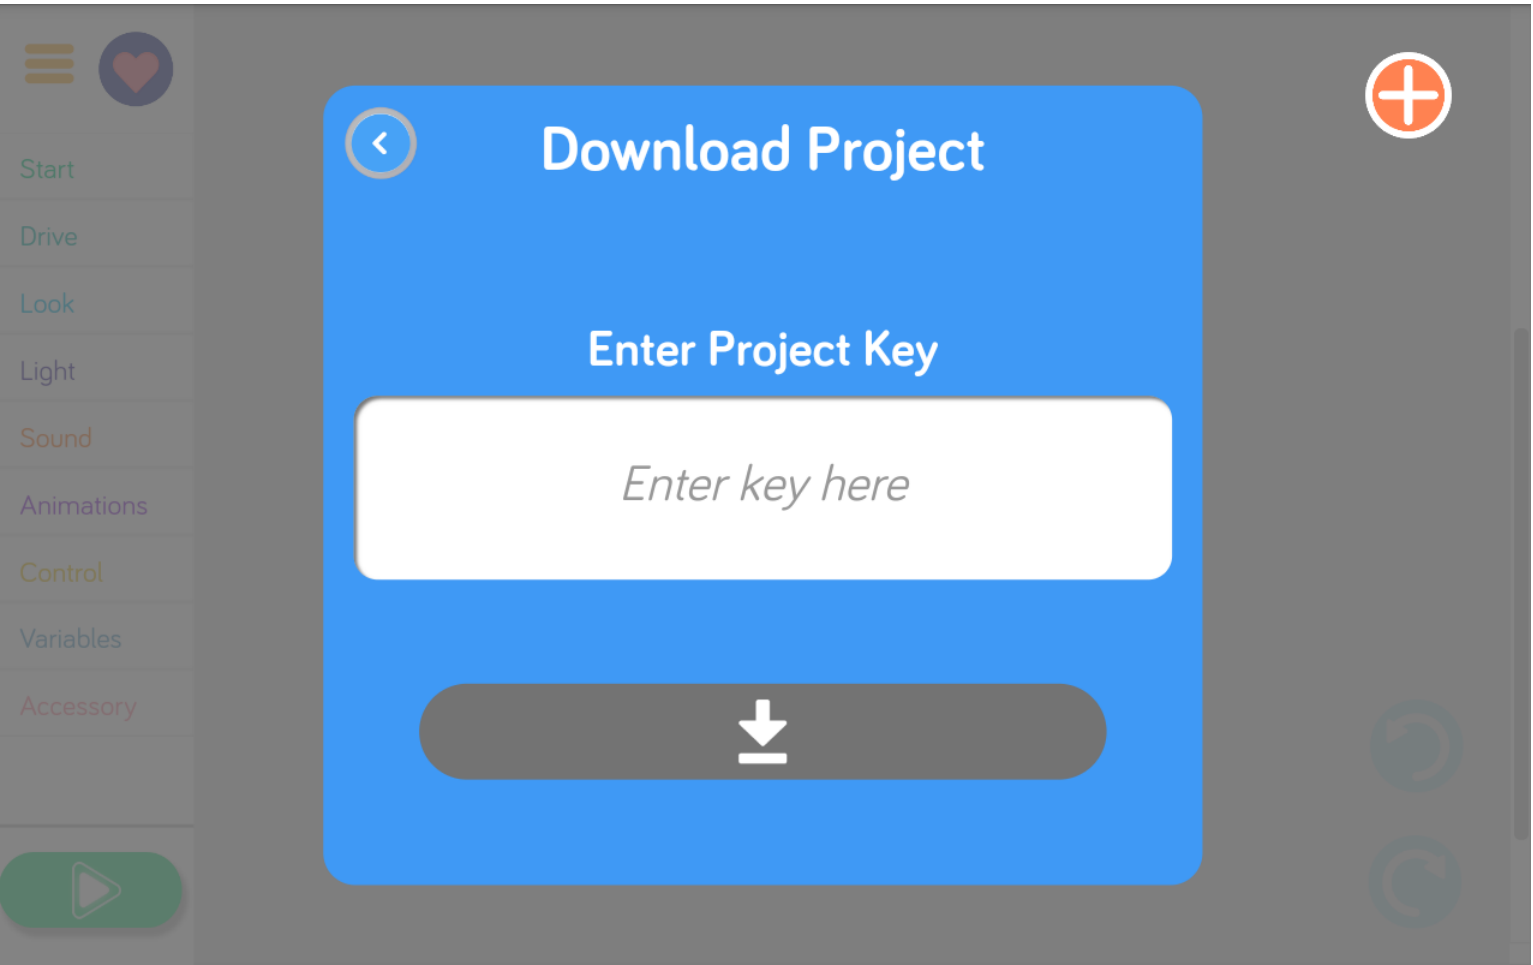 Download Project
Enter Project Key
Enter key here
Start
Drive
Look
Light
Sound
Animations
Control
Variables
Accessory